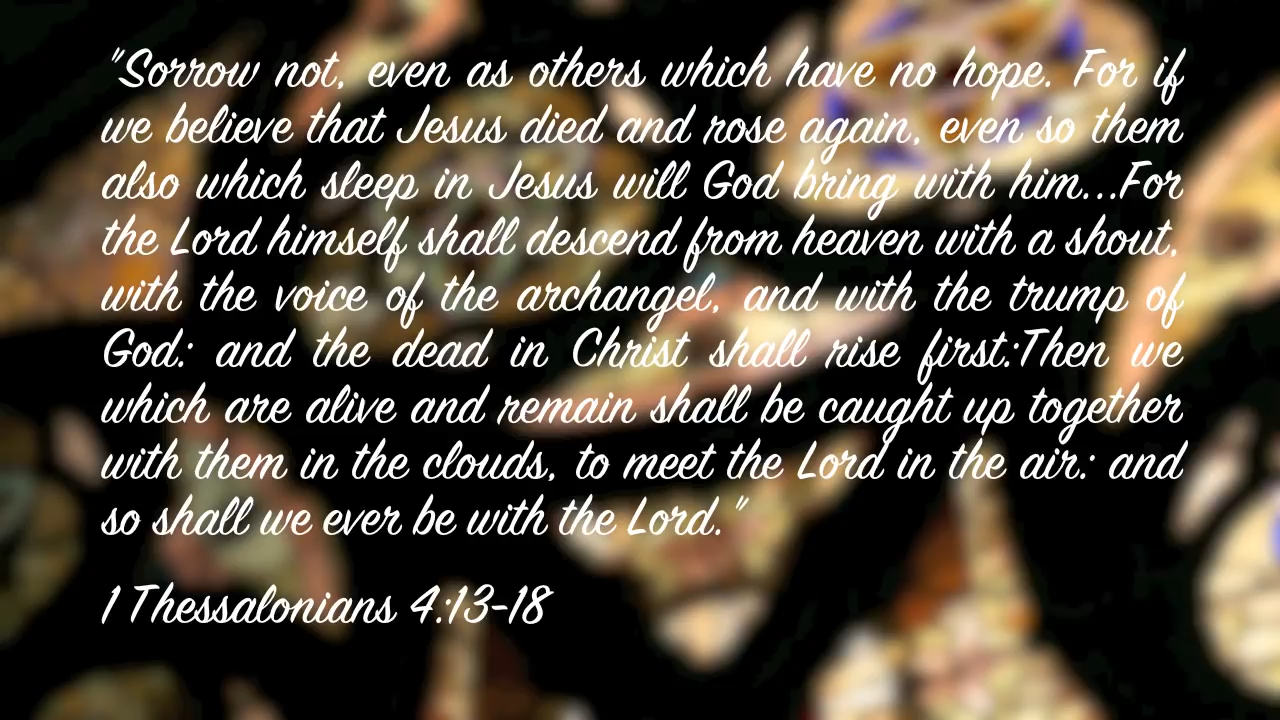 "Sorrow not, even as others which have no hope. For if
we believe that Jesus died and rose again, even so them
also which sleep in Jesus will God bring with him...For
the Lord himself shall descend from heaven with a shout,
with the voice of the archangel, and with the trump of
God: and the dead in Christ shall rise first:Then we
which are alive and remain shall be caught up together
with them in the clouds, to meet the Lord in the air: and
so shall we ever be with the Lord."
1 Thessalonians 4:13-18